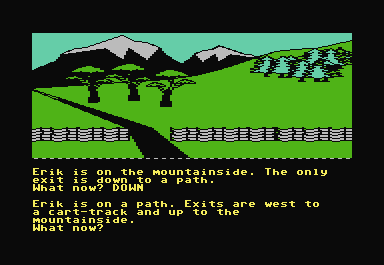 Erik is on the mountainside. The only
exit is down to a path.
What now? DOWN
Erik is on a path. Exits are west to
a cart-track and up to the
mountainside.
What now?